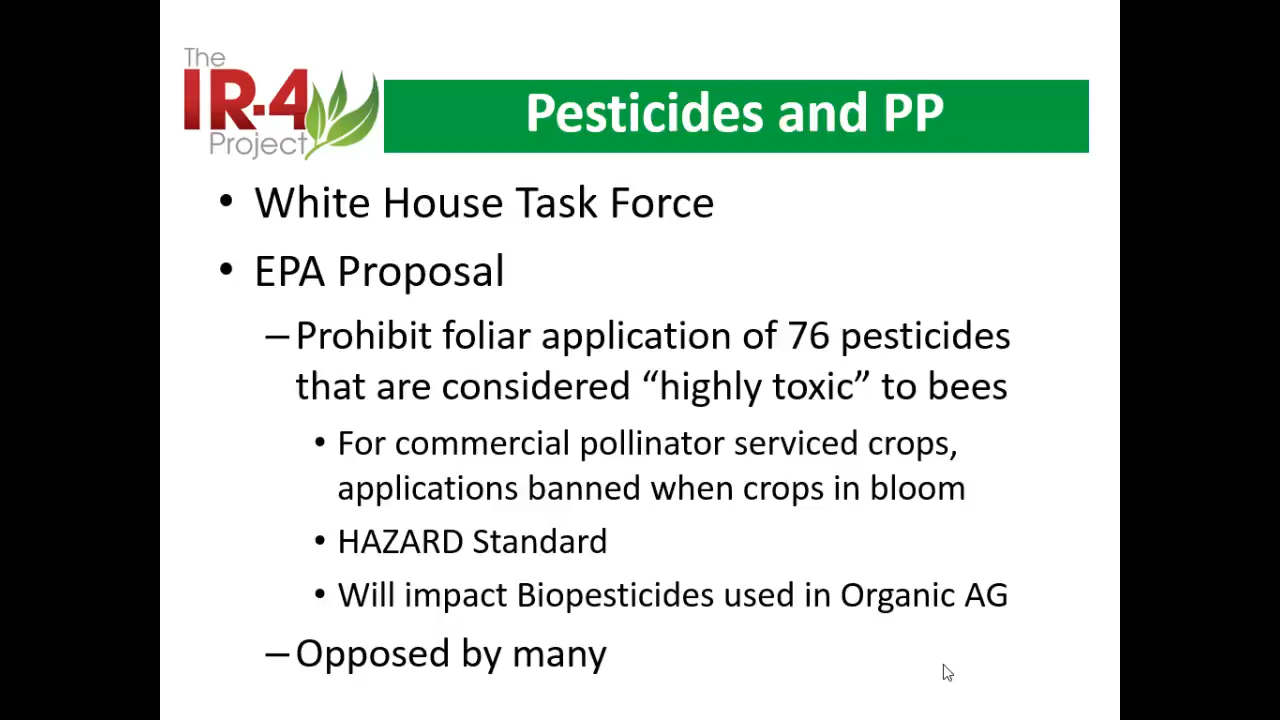 The
IR-4
Project
Pesticides and PP
• White House Task Force
• EPA Proposal
– Prohibit foliar application of 76 pesticides
that are considered “highly toxic” to bees
• For commercial pollinator serviced crops,
applications banned when crops in bloom
• HAZARD Standard
• Will impact Biopesticides used in Organic AG
– Opposed by many